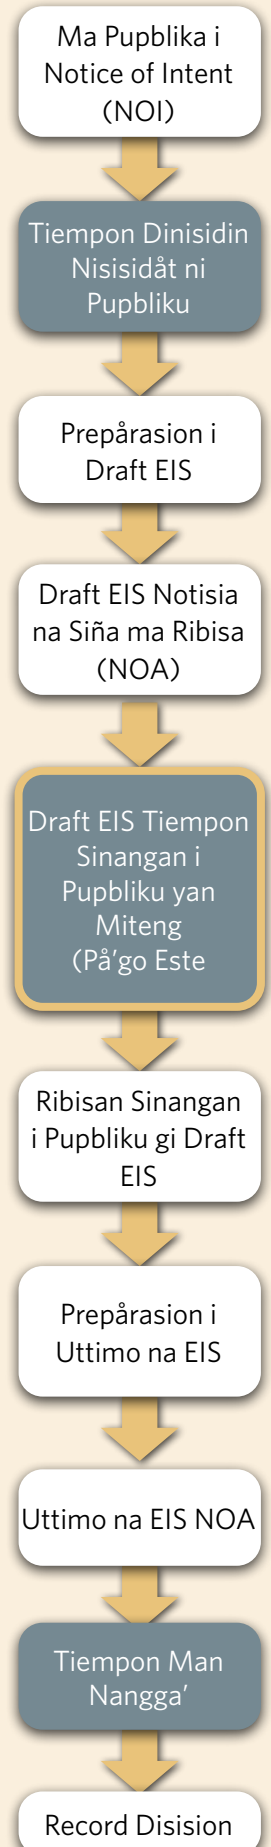 Ma Pupblika i
Notice of Intent
(NOI)
Tiempon Dinisidin
Nisisidåt ni
Pupbliku
Prepårasion i
Draft EIS
Draft EIS Notisia
na Siña ma Ribisa
(NOA)
Draft EIS Tiempon
Sinangan i
Pupbliku yan
Miteng
(På’go Este
Ribisan Sinangan
i Pupbliku gi Draft
EIS
Prepårasion i
Uttimo na EIS
Uttimo na EIS NOA
Tiempon Man
Nangga’
Record Disision